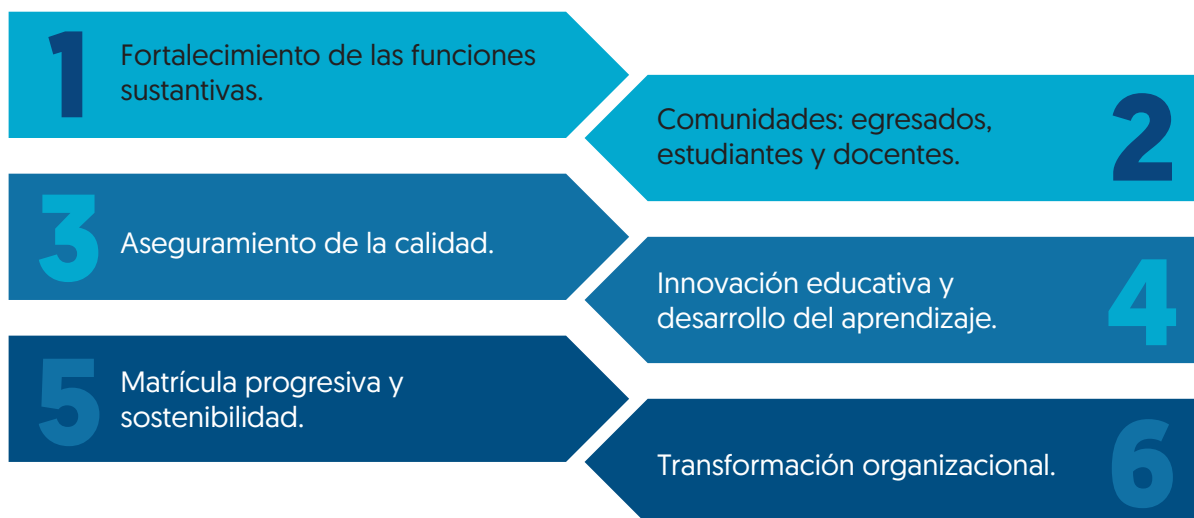 1
Fortalecimiento de las funciones
sustantivas.
2
Comunidades: egresados,
estudiantes y docentes.
3
Aseguramiento de la calidad.
4
Innovación educativa y
desarrollo del aprendizaje.
5
Matrícula progresiva y
sostenibilidad.
6
Transformación organizacional.